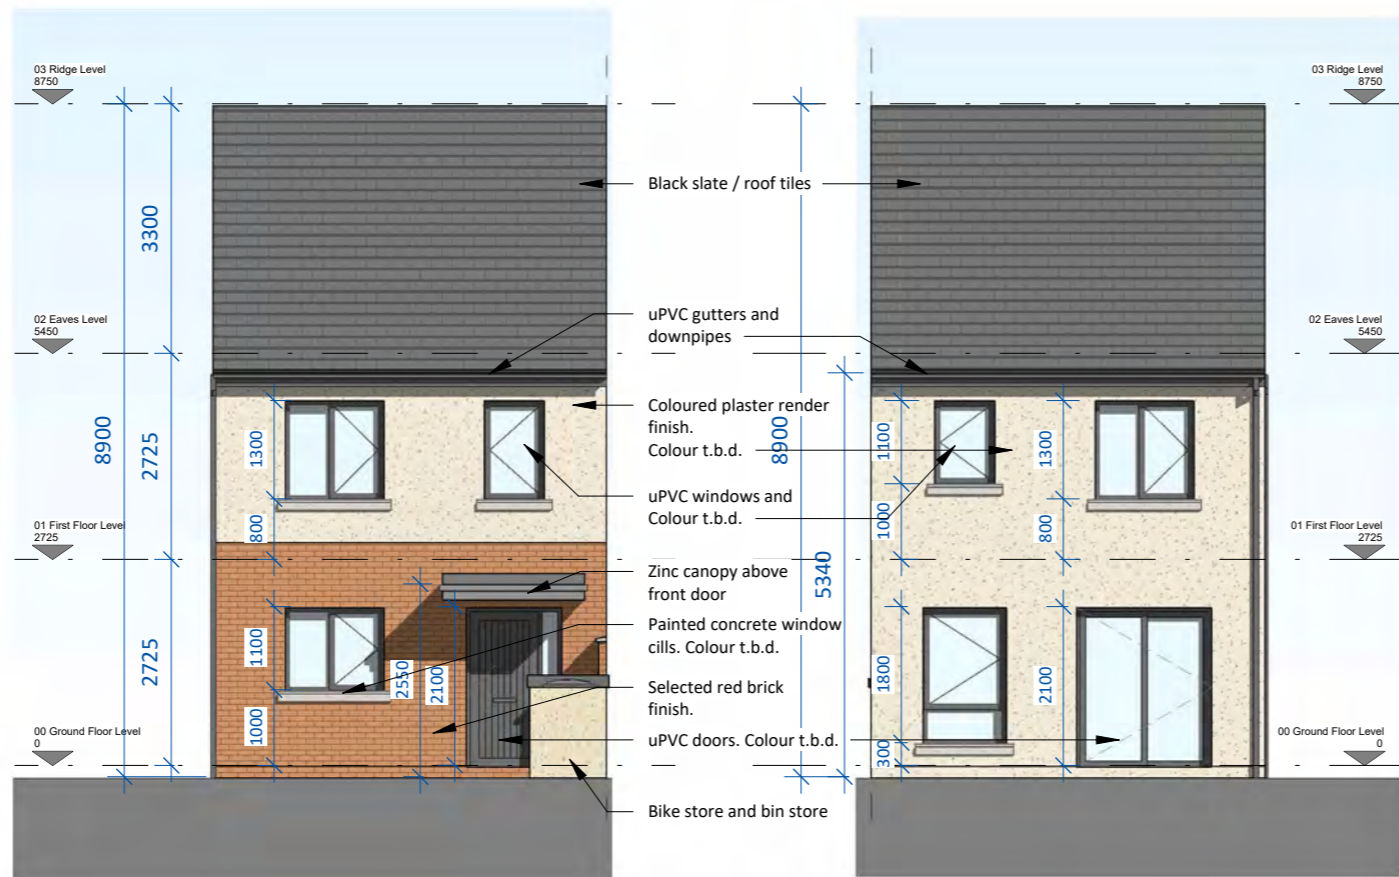 03 Ridge Level
8750
3300
02 Eaves Level
5450
8900
2725
1300
800
01 First Floor Level
2725
2725
1100
1000
2550
2100
00 Ground Floor Level
0
Black slate / roof tiles
uPVC gutters and
downpipes
Coloured plaster render
finish.
Colour t.b.d.
uPVC windows and
Colour t.b.d.
Zinc canopy above
front door
Painted concrete window
cills. Colour t.b.d.
Selected red brick
finish.
uPVC doors. Colour t.b.d.
Bike store and bin store
8900
5340
1100
1000
1300
800
1800
300
2100
03 Ridge Level
8750
02 Eaves Level
5450
01 First Floor Level
2725
00 Ground Floor Level
0